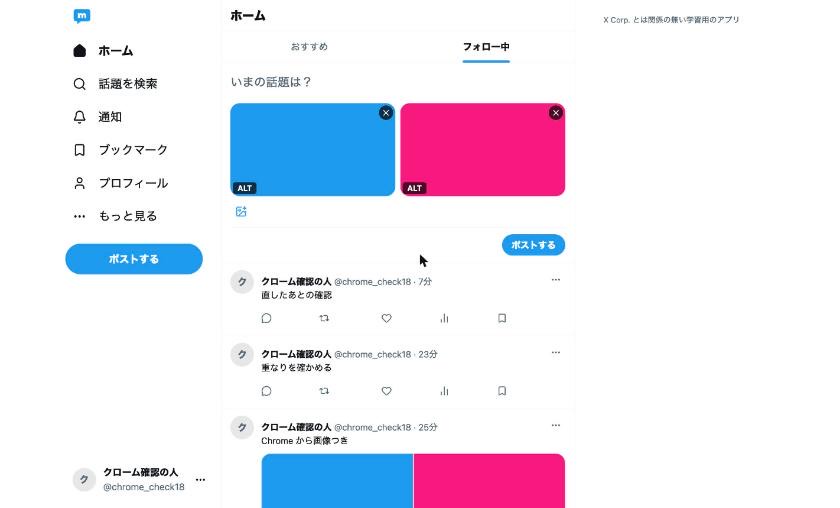 m
ホーム
話題を検索
通知
ブックマーク
プロフィール
もっと見る
ポストする
ク
クローム確認の人
@chrome_check18
ホーム
おすすめ
フォロー中
いまの話題は？
ALT
ALT
ポストする
ク
クローム確認の人 @chrome_check18 · 7分
直したあとの確認
ク
クローム確認の人 @chrome_check18 · 23分
重なりを確かめる
ク
クローム確認の人 @chrome_check18 · 25分
Chrome から画像つき
X Corp. とは関係の無い学習用のアプリ